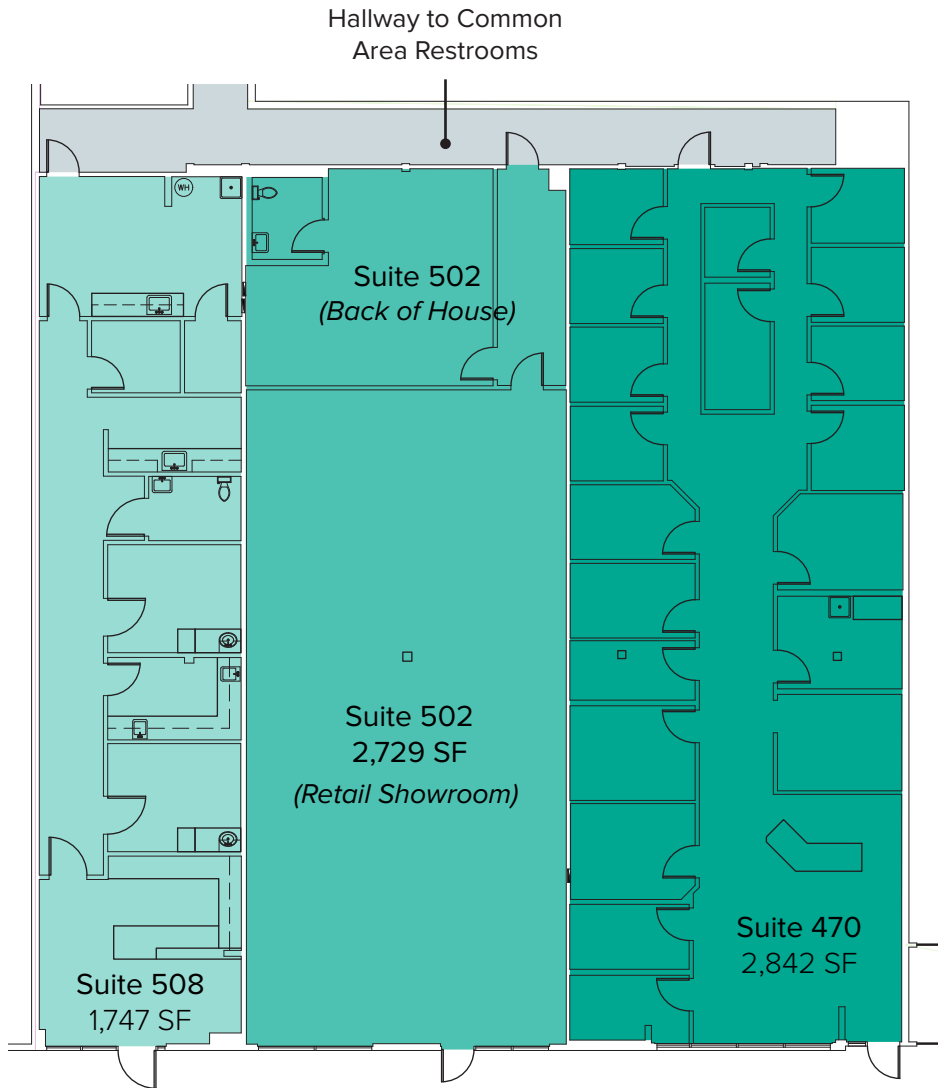 Hallway to Common
Area Restrooms
WH
Suite 502
(Back of House)
Suite 502
2,729 SF
(Retail Showroom)
Suite 470
2,842 SF
Suite 508
1,747 SF